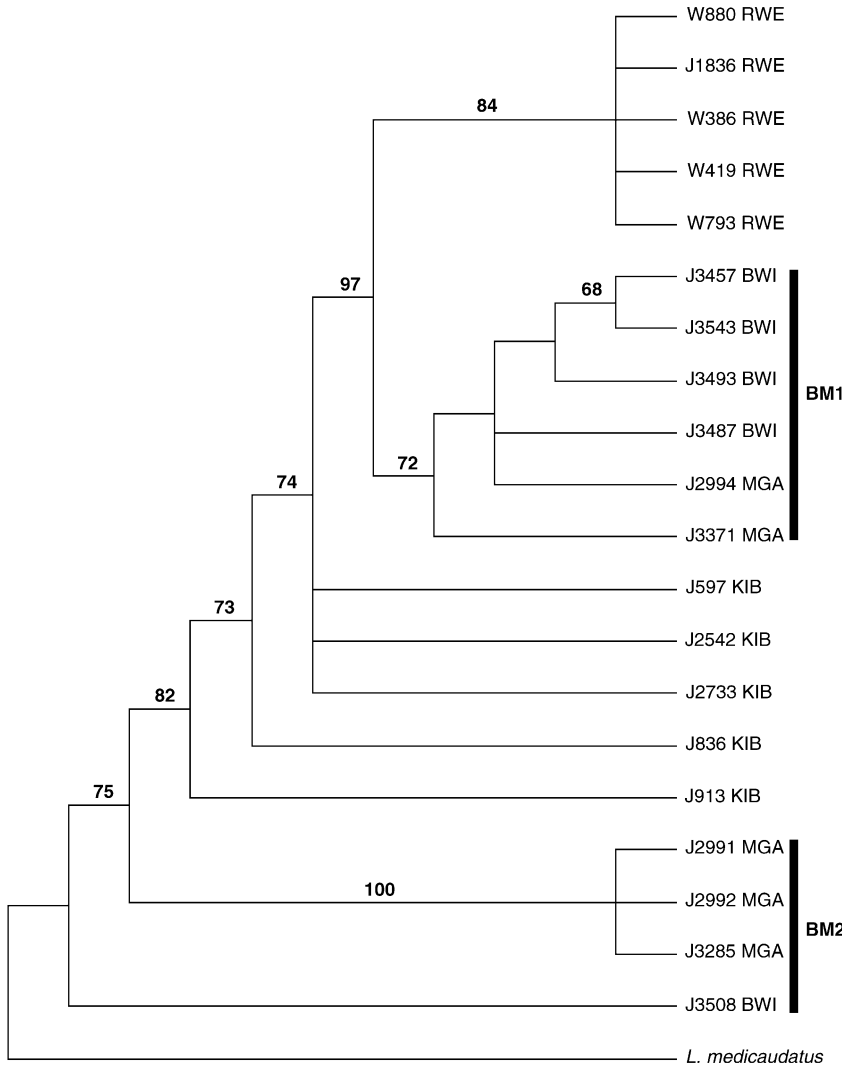 W880 RWE
J1836 RWE
84
W386 RWE
W419 RWE
W793 RWE
J3457 BWI
97
68
J3543 BWI
J3493 BWI
BM1
J3487 BWI
72
J2994 MGA
74
J3371 MGA
J597 KIB
73
J2542 KIB
J2733 KIB
82
J836 KIB
75
J913 KIB
J2991 MGA
100
J2992 MGA
BM2
J3285 MGA
J3508 BWI
L. medicaudatus